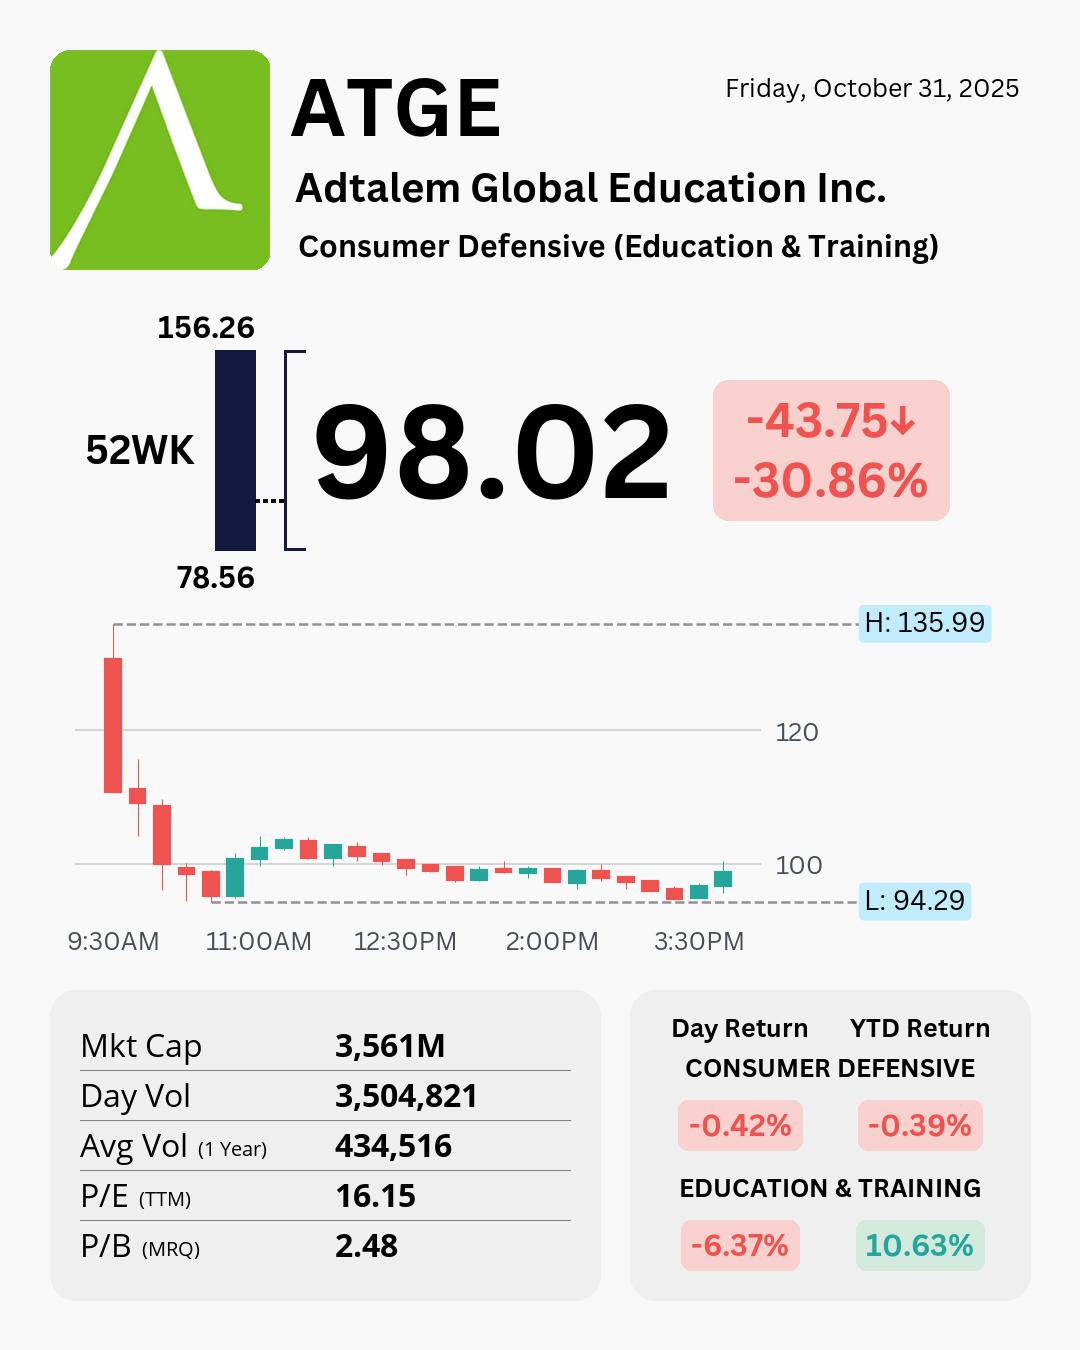 ATGE
Friday, October 31, 2025
Adtalem Global Education Inc.
Consumer Defensive (Education & Training)
156.26
52WK
78.56
98.02
-43.75↓
-30.86%
H: 135.99
120
100
L: 94.29
9:30AM 11:00AM 12:30PM 2:00PM 3:30PM
Mkt Cap 3,561M
Day Vol 3,504,821
Avg Vol (1 Year) 434,516
P/E (TTM) 16.15
P/B (MRQ) 2.48
Day Return YTD Return
CONSUMER DEFENSIVE
-0.42% -0.39%
EDUCATION & TRAINING
-6.37% 10.63%